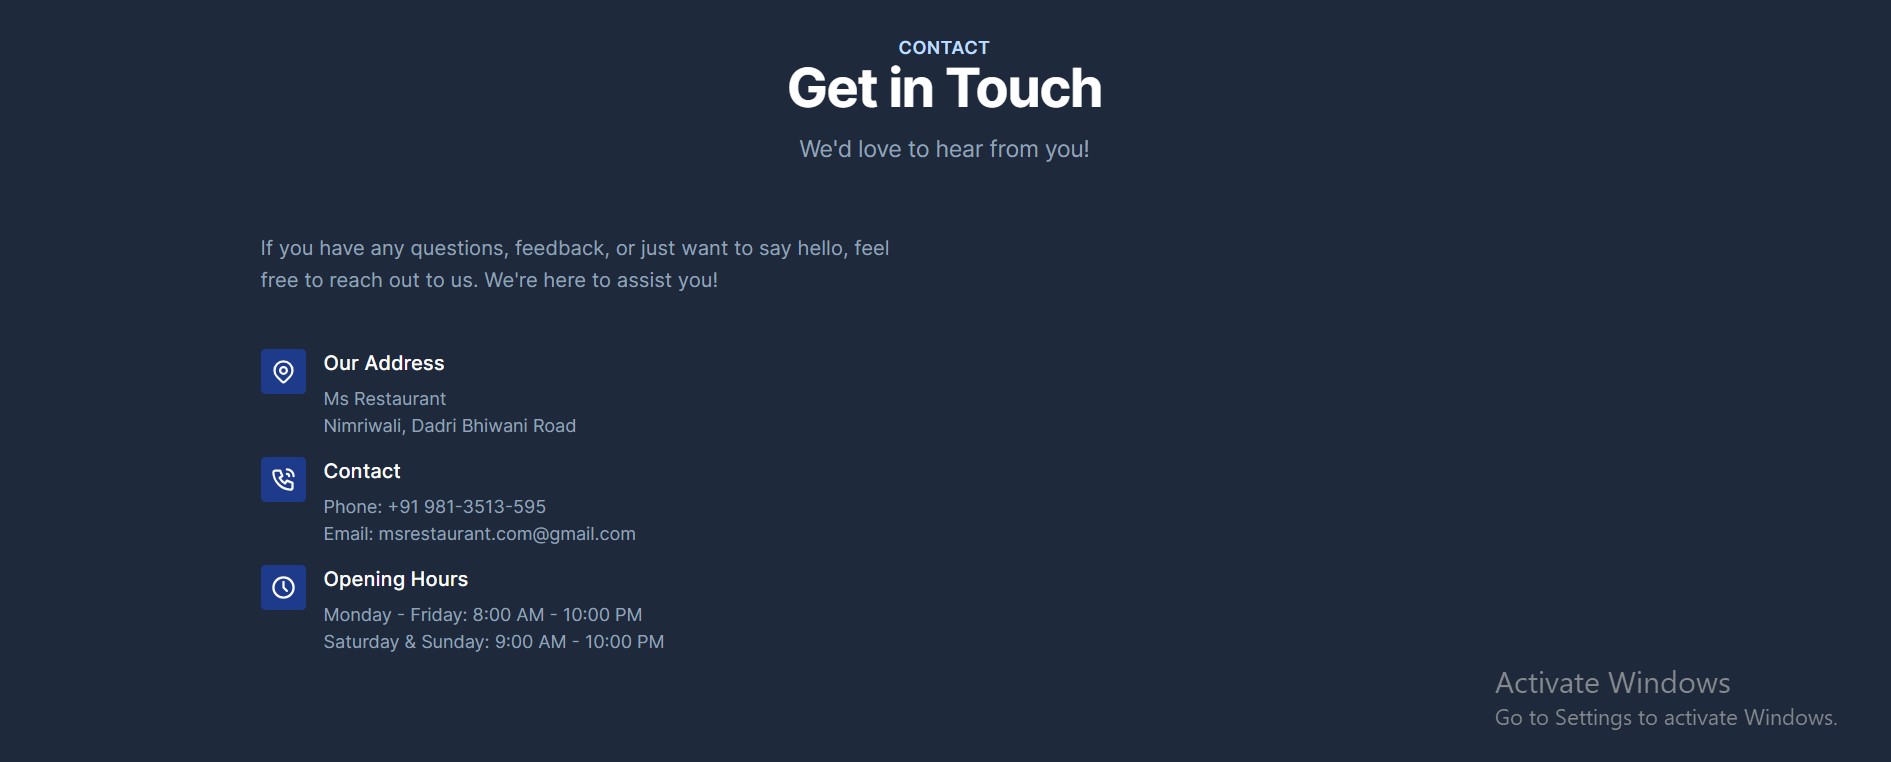 CONTACT
Get in Touch
We'd love to hear from you!
If you have any questions, feedback, or just want to say hello, feel
free to reach out to us. We're here to assist you!
Our Address
Ms Restaurant
Nimriwali, Dadri Bhiwani Road
Contact
Phone: +91 981-3513-595
Email: msrestaurant.com@gmail.com
Opening Hours
Monday - Friday: 8:00 AM - 10:00 PM
Saturday & Sunday: 9:00 AM - 10:00 PM
Activate Windows
Go to Settings to activate Windows.